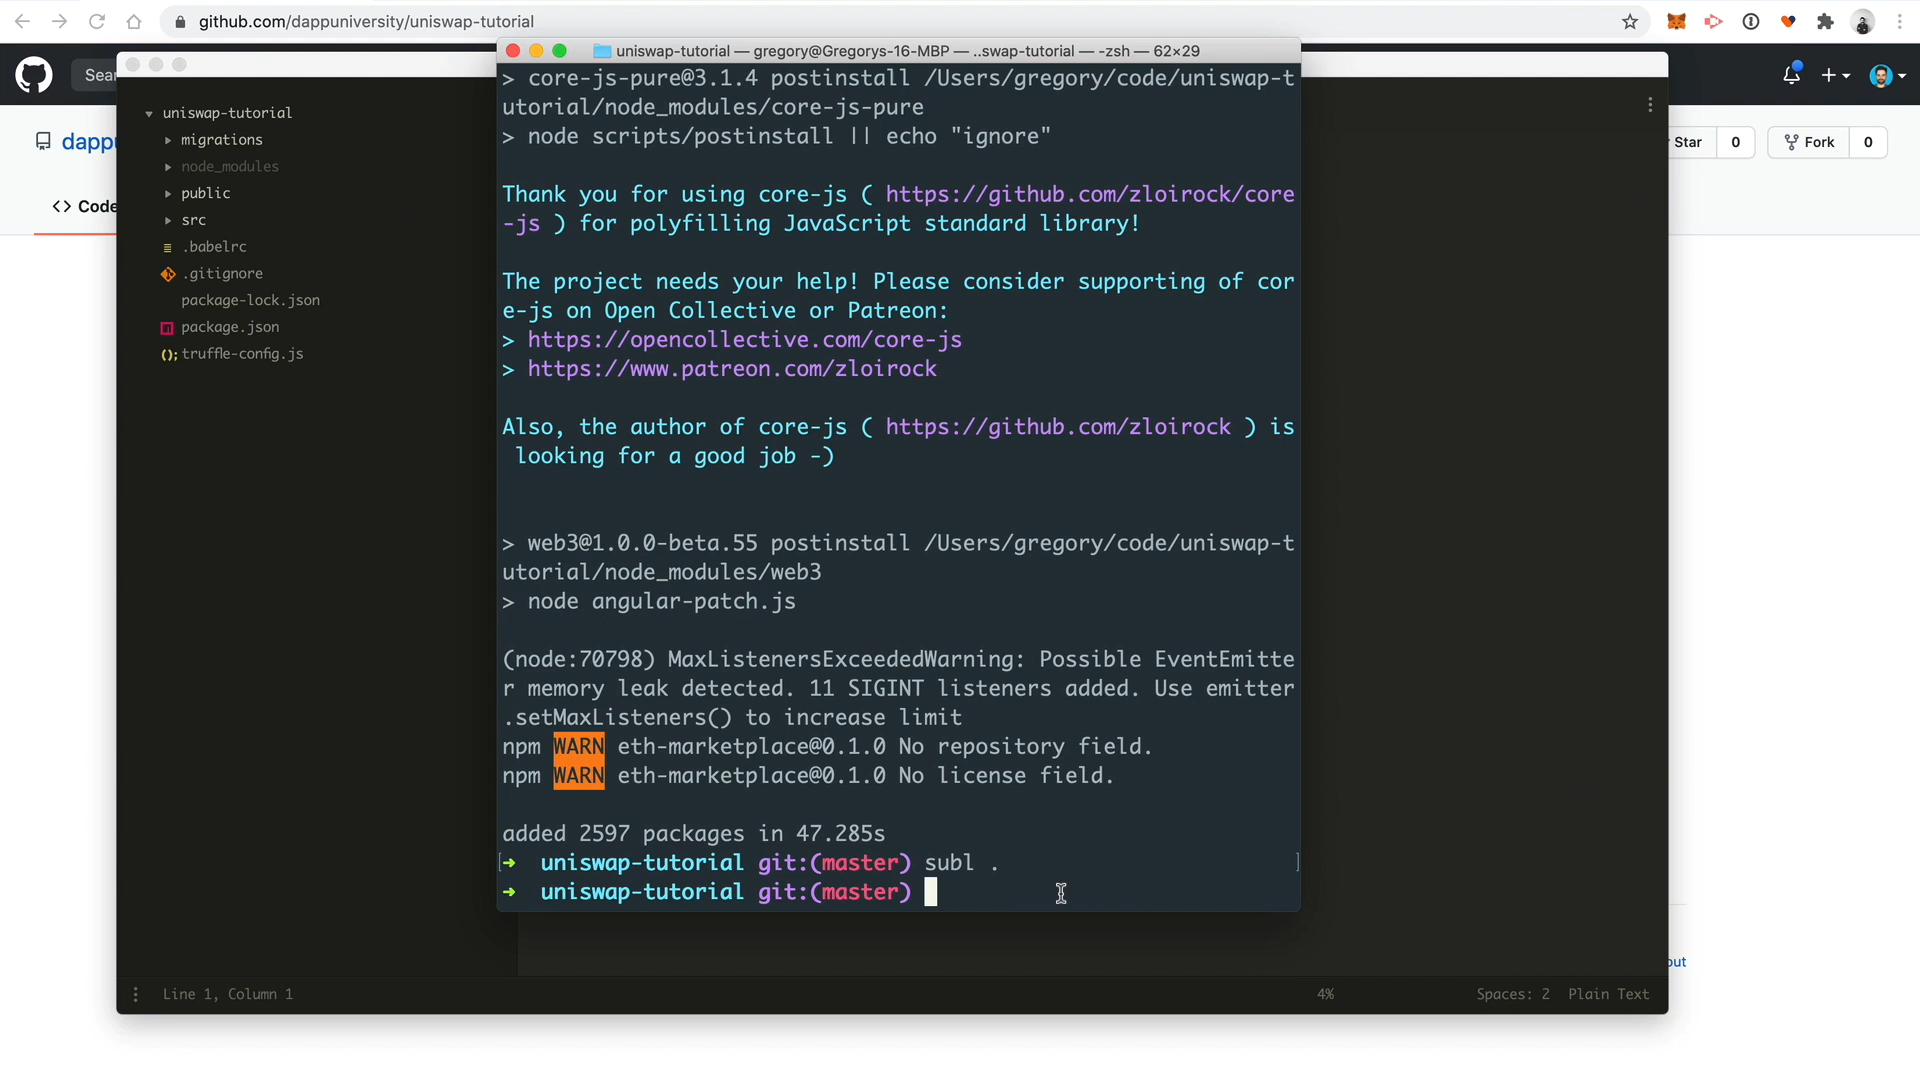 github.com/dappuniversity/uniswap-tutorial
uniswap-tutorial — gregory@Gregorys-16-MBP — ..swap-tutorial — -zsh — 62×29
Sear
uniswap-tutorial
migrations
node_modules
public
src
.babelrc
.gitignore
package-lock.json
package.json
(); truffle-config.js
dappu
<> Code
Star 0
Fork 0
> core-js-pure@3.1.4 postinstall /Users/gregory/code/uniswap-t
utorial/node_modules/core-js-pure
> node scripts/postinstall || echo "ignore"
Thank you for using core-js ( https://github.com/zloirock/core
-js ) for polyfilling JavaScript standard library!
The project needs your help! Please consider supporting of cor
e-js on Open Collective or Patreon:
> https://opencollective.com/core-js
> https://www.patreon.com/zloirock
Also, the author of core-js ( https://github.com/zloirock ) is
looking for a good job -)
> web3@1.0.0-beta.55 postinstall /Users/gregory/code/uniswap-t
utorial/node_modules/web3
> node angular-patch.js
(node:70798) MaxListenersExceededWarning: Possible EventEmitte
r memory leak detected. 11 SIGINT listeners added. Use emitter
.setMaxListeners() to increase limit
npm WARN eth-marketplace@0.1.0 No repository field.
npm WARN eth-marketplace@0.1.0 No license field.
added 2597 packages in 47.285s
[➜ uniswap-tutorial git:(master) subl . ]
➜ uniswap-tutorial git:(master)
out
Line 1, Column 1
4%
Spaces: 2
Plain Text